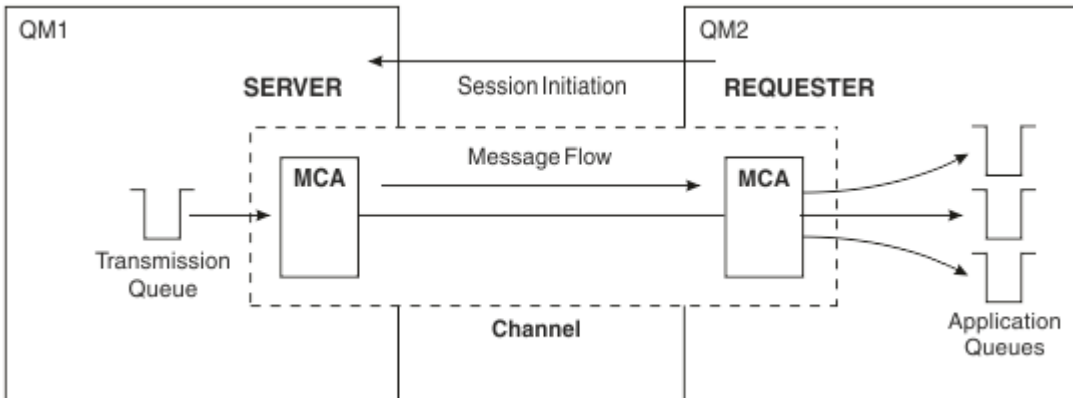 QM1
QM2
Session Initiation
SERVER
REQUESTER
Message Flow
MCA
MCA
Transmission
Queue
Channel
Application
Queues